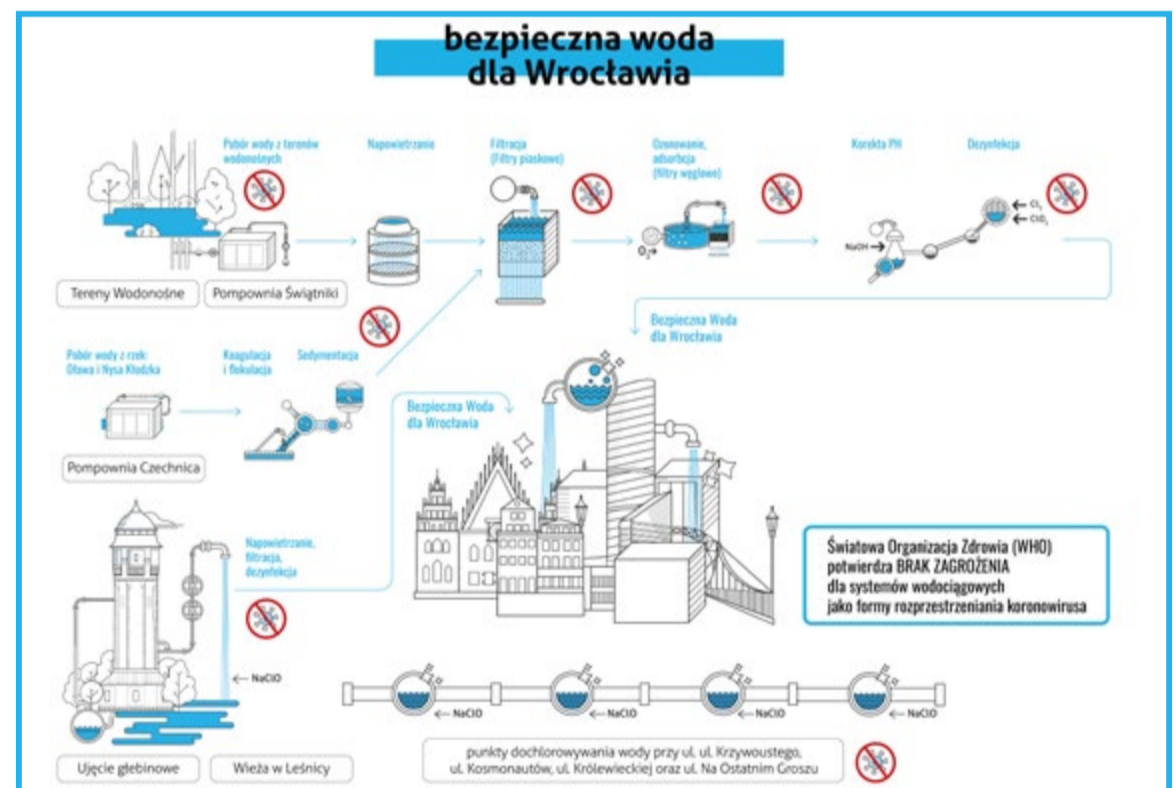 bezpieczna woda
dla Wrocławia
Pobór wody z terenów
wodonośnych
Napowietrzanie
Filtracja
(Filtry piaskowe)
Ozonowanie,
adsorbcja
(filtry węglowe)
Korekta PH
Dezynfekcja
Cl₂
ClO₂
NaOH
O₃
Tereny Wodonośne
Pompownia Świątniki
Bezpieczna Woda
dla Wrocławia
Pobór wody z rzek:
Oława i Nysa Kłodzka
Koagulacja
i flokulacja
Sedymentacja
Bezpieczna Woda
dla Wrocławia
Pompownia Czechnica
Napowietrzanie,
filtracja,
dezynfekcja
Światowa Organizacja Zdrowia (WHO)
potwierdza BRAK ZAGROŻENIA
dla systemów wodociągowych
jako formy rozprzestrzeniania koronowirusa
NaClO
NaClO
NaClO
NaClO
NaClO
Ujęcie głebinowe
Wieża w Leśnicy
punkty dochlorowywania wody przy ul. ul. Krzywoustego,
ul. Kosmonautów, ul. Królewieckiej oraz ul. Na Ostatnim Groszu